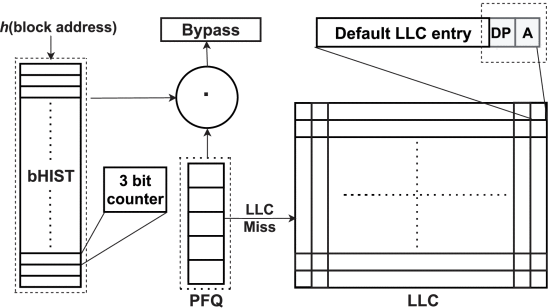 h(block address)
Bypass
Default LLC entry
DP
A
bHIST
3 bit
counter
LLC
Miss
PFQ
LLC